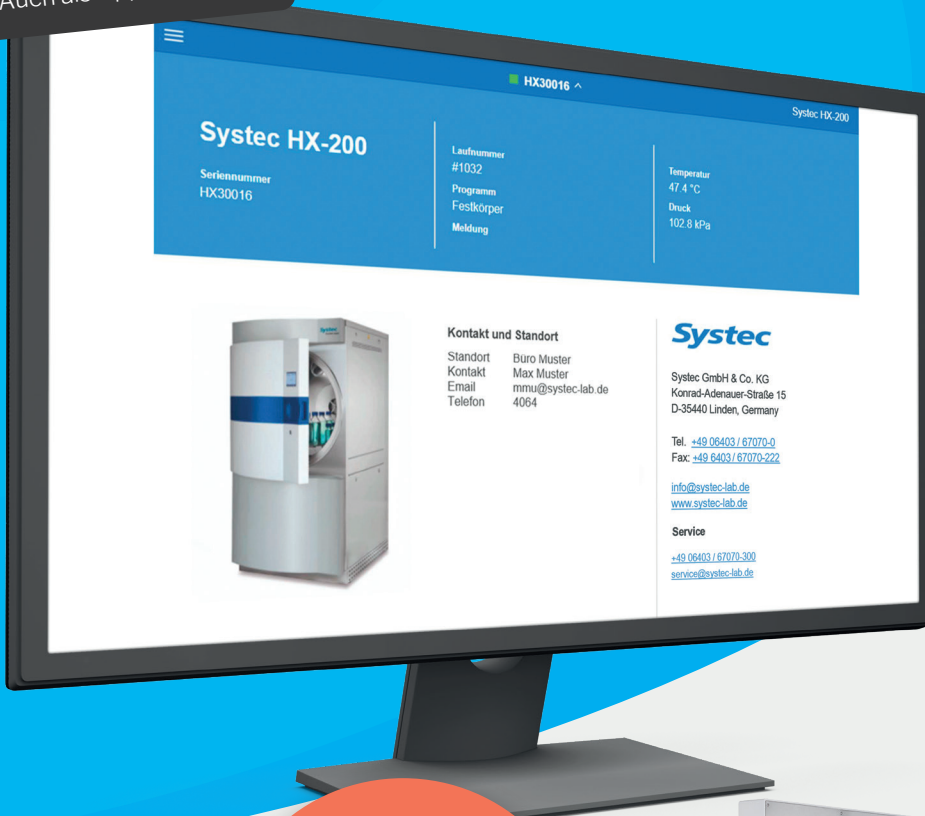 Auch als
HX30016
Systec HX-200
Systec HX-200
Seriennummer
HX30016
Laufnummer
#1032
Programm
Festkörper
Meldung
Temperatur
47.4 °C
Druck
102.8 kPa
Systec
Kontakt und Standort
Standort Büro Muster
Kontakt Max Muster
Email mmu@systec-lab.de
Telefon 4064
Systec
Systec GmbH & Co. KG
Konrad-Adenauer-Straße 15
D-35440 Linden, Germany
Tel. +49 06403 / 67070-0
Fax: +49 6403 / 67070-222
info@systec-lab.de
www.systec-lab.de
Service
+49 06403 / 67070-300
service@systec-lab.de